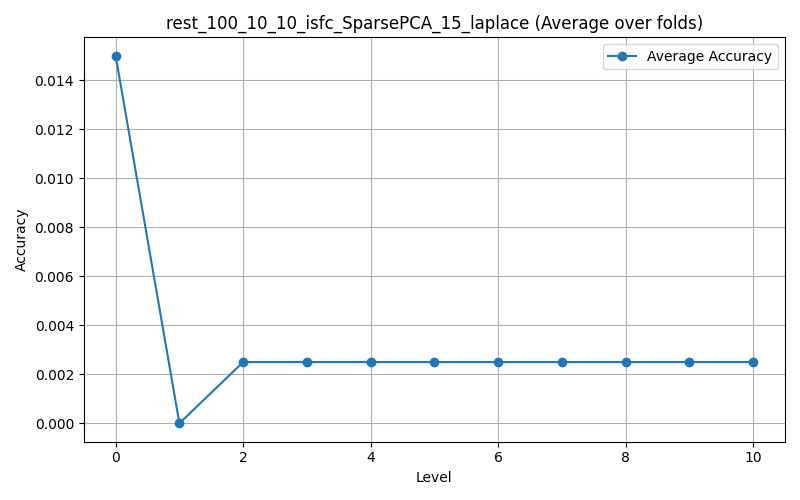 rest_100_10_10_isfc_SparsePCA_15_laplace (Average over folds)
Average Accuracy
0.014
0.012
0.010
0.008
0.006
0.004
0.002
0.000
Accuracy
0 2 4 6 8 10
Level